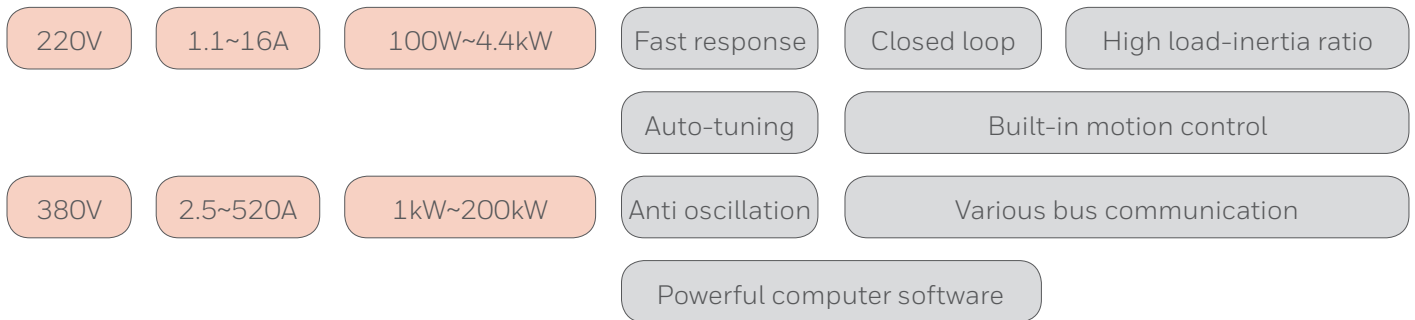 220V 1.1~16A 100W~4.4kW Fast response Closed loop High load-inertia ratio
Auto-tuning Built-in motion control
380V 2.5~520A 1kW~200kW Anti oscillation Various bus communication
Powerful computer software